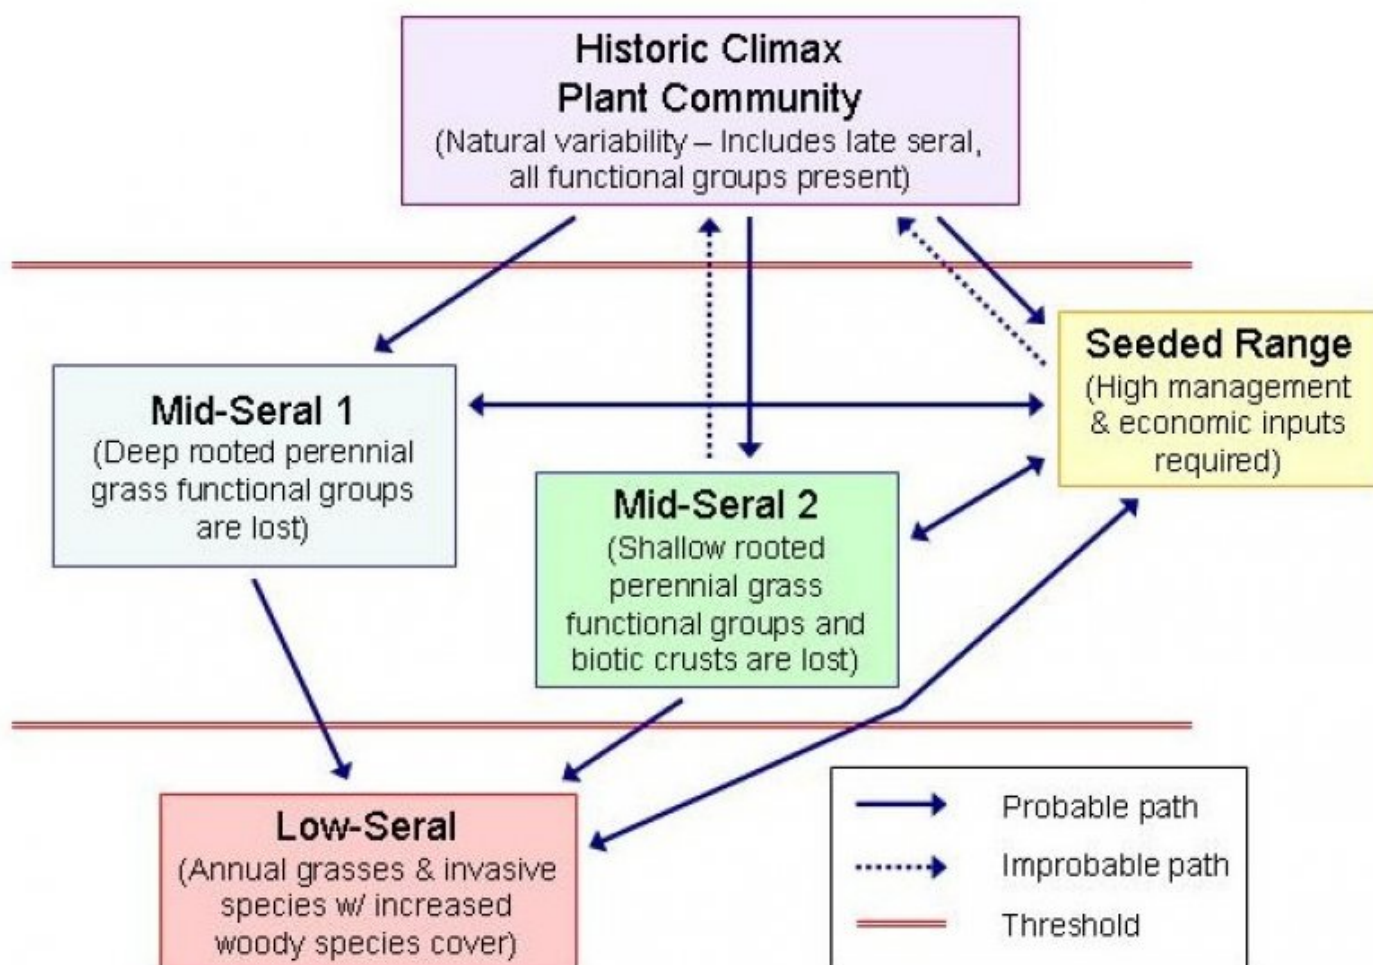 Historic Climax
Plant Community
(Natural variability – Includes late seral,
all functional groups present)
Seeded Range
(High management
& economic inputs
required)
Mid-Seral 1
(Deep rooted perennial
grass functional groups
are lost)
Mid-Seral 2
(Shallow rooted
perennial grass
functional groups and
biotic crusts are lost)
Low-Seral
(Annual grasses & invasive
species w/ increased
woody species cover)
Probable path
Improbable path
Threshold